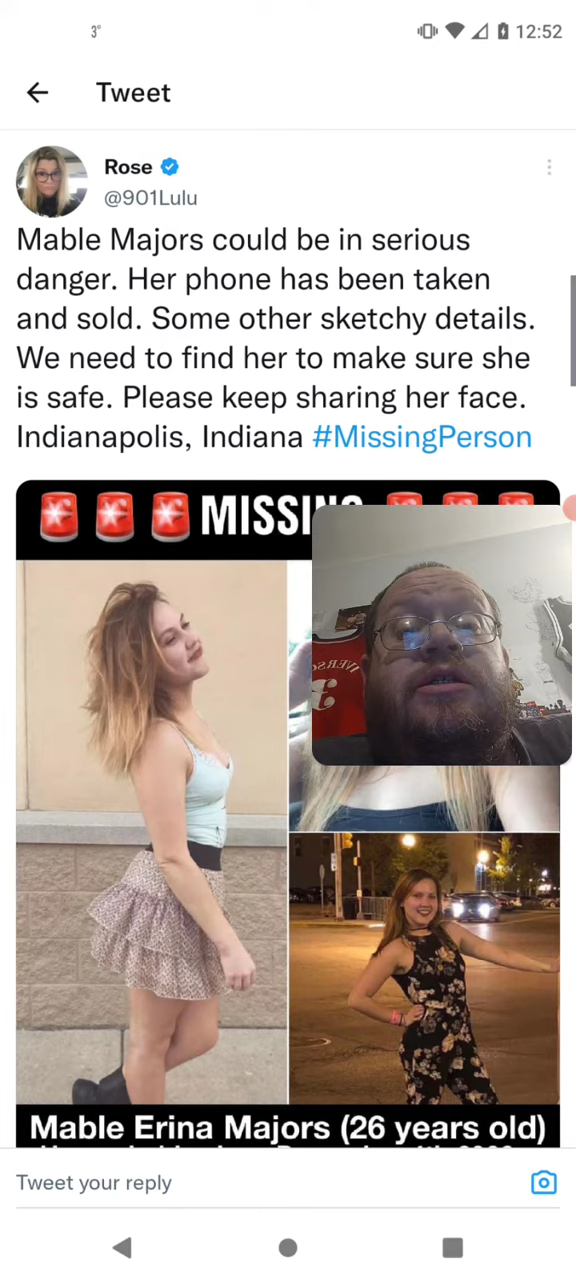 3°
12:52
Tweet
Rose
@901Lulu
Mable Majors could be in serious
danger. Her phone has been taken
and sold. Some other sketchy details.
We need to find her to make sure she
is safe. Please keep sharing her face.
Indianapolis, Indiana #MissingPerson
Mable Erina Majors (26 years old)
Tweet your reply